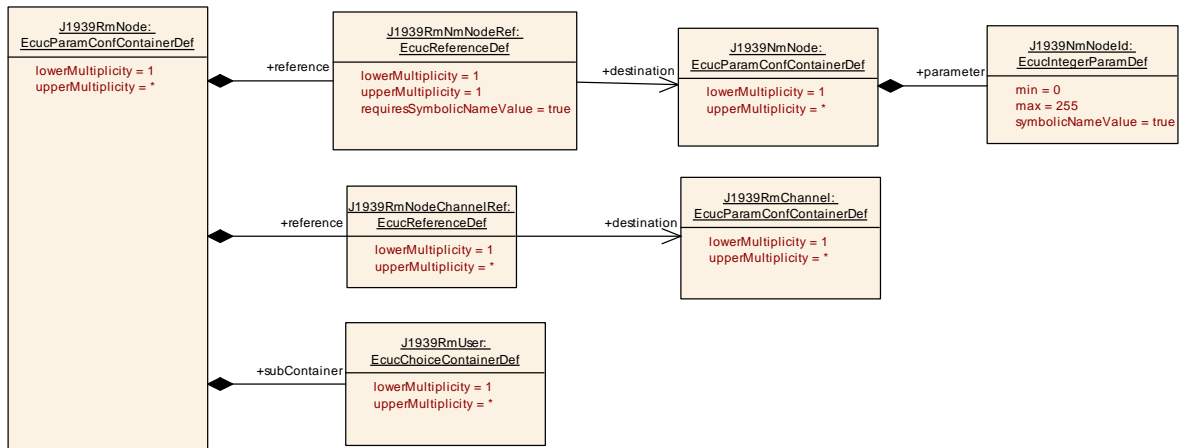 J1939RmNode:
EcucParamConfContainerDef
lowerMultiplicity = 1
upperMultiplicity = *
+reference
J1939RmNmNodeRef:
EcucReferenceDef
lowerMultiplicity = 1
upperMultiplicity = 1
requiresSymbolicNameValue = true
+destination
J1939NmNode:
EcucParamConfContainerDef
lowerMultiplicity = 1
upperMultiplicity = *
+parameter
J1939NmNodeId:
EcucIntegerParamDef
min = 0
max = 255
symbolicNameValue = true
+reference
J1939RmNodeChannelRef:
EcucReferenceDef
lowerMultiplicity = 1
upperMultiplicity = *
+destination
J1939RmChannel:
EcucParamConfContainerDef
lowerMultiplicity = 1
upperMultiplicity = *
+subContainer
J1939RmUser:
EcucChoiceContainerDef
lowerMultiplicity = 1
upperMultiplicity = *